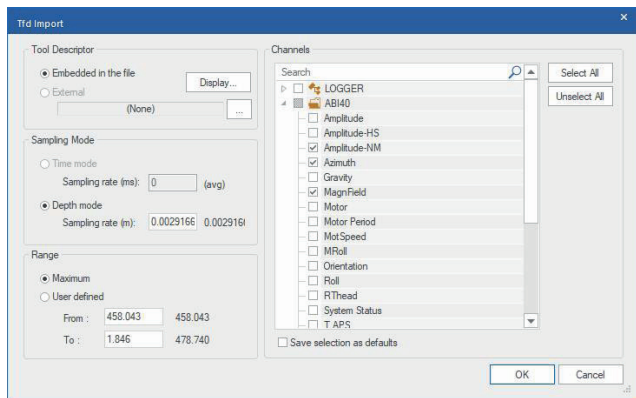 Tfd Import
×
Tool Descriptor
Embedded in the file
Display...
External
(None)
...
Sampling Mode
Time mode
Sampling rate (ms): 0 (avg)
Depth mode
Sampling rate (m): 0.0029166 0.002916
Range
Maximum
User defined
From : 458.043 458.043
To : 1.846 478.740
Channels
Search
LOGGER
ABI40
Amplitude
Amplitude-HS
Amplitude-NM
Azimuth
Gravity
MagnField
Motor
Motor Period
MotSpeed
MRoll
Orientation
Roll
RThead
System Status
T APS
Save selection as defaults
Select All
Unselect All
OK
Cancel